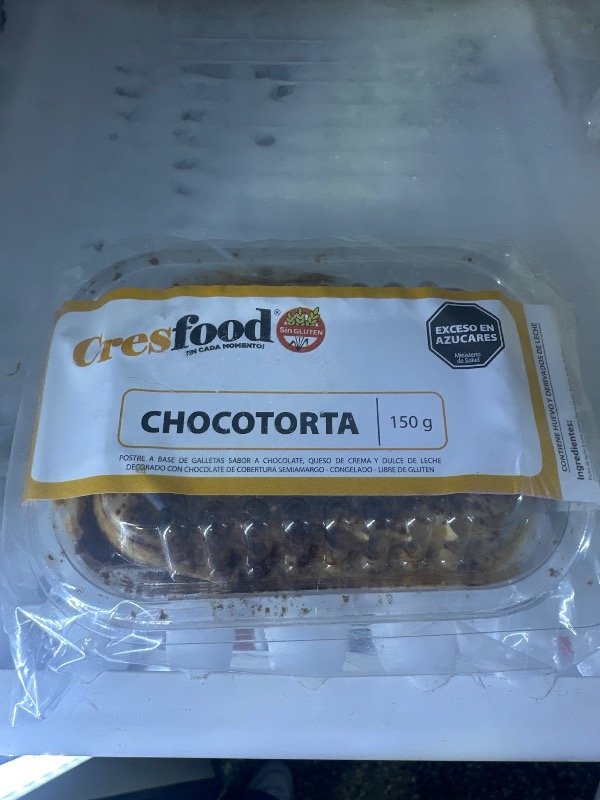 Cresfood®
EN CADA MOMENTO!
Sin GLUTEN
EXCESO EN
AZUCARES
Ministerio
de Salud
CHOCOTORTA
150 g
POSTRE A BASE DE GALLETAS SABOR A CHOCOLATE, QUESO DE CREMA Y DULCE DE LECHE
DECORADO CON CHOCOLATE DE COBERTURA SEMIAMARGO - CONGELADO - LIBRE DE GLUTEN
CONTIENE HUEVO Y DERIVADOS DE LECHE
Ingredientes: